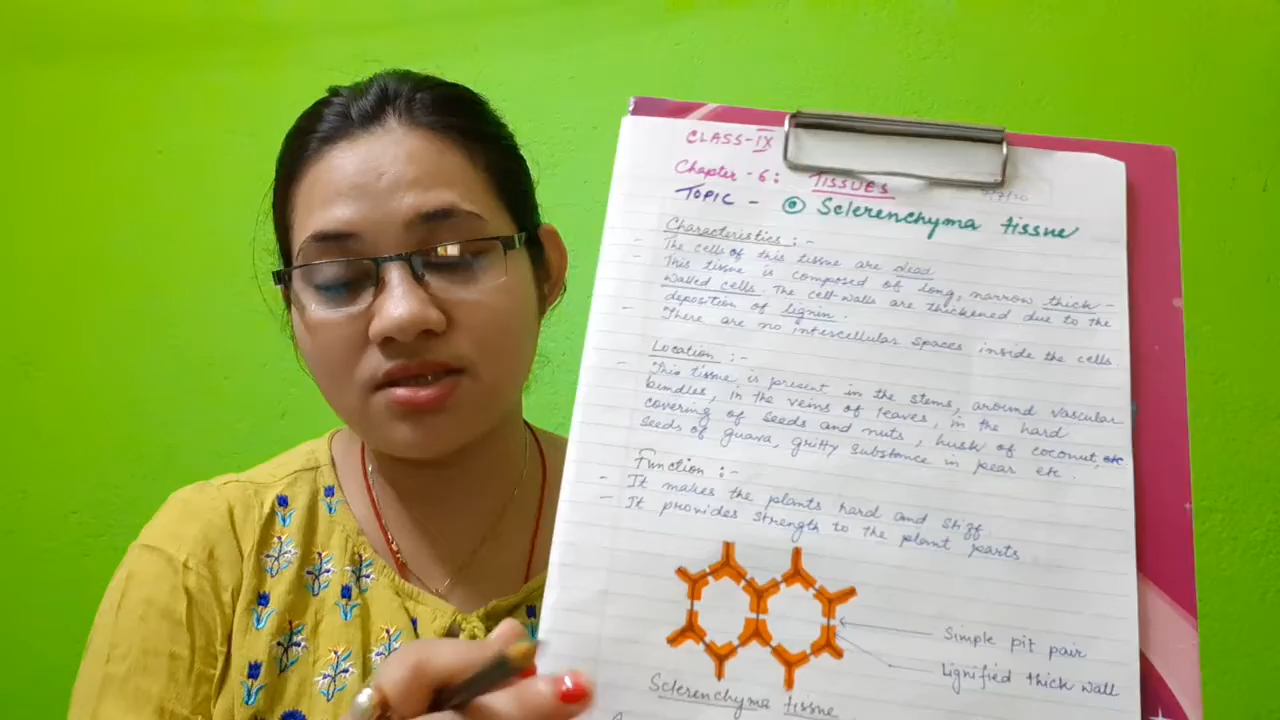 CLASS-IX
Chapter-6: TISSUES
TOPIC - Sclerenchyma tissue
Characteristics :-
- The cells of this tissue are dead
- This tissue is composed of long, narrow thick-
walled cells. The cell walls are thickened due to the
deposition of lignin.
- There are no intercellular spaces inside the cells.
Location :-
- This tissue is present in the stems, around vascular
bundles, in the veins of leaves, in the hard
covering of seeds and nuts, husk of coconut,
seeds of guava, gritty substance in pear etc.
Function :-
- It makes the plants hard and stiff
- It provides strength to the plant parts
Simple pit pair
Lignified thick wall
Sclerenchyma tissue